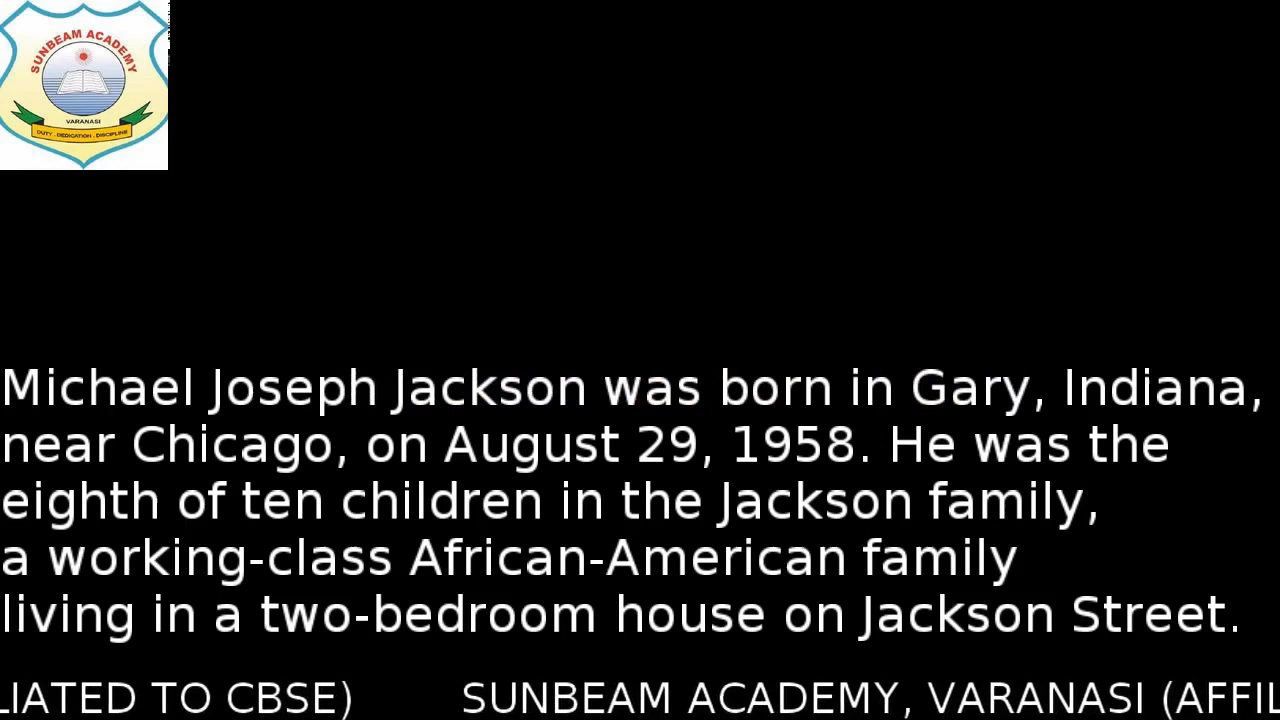 SUNBEAM ACADEMY
VARANASI
DUTY . DEDICATION . DISCIPLINE
Michael Joseph Jackson was born in Gary, Indiana,
near Chicago, on August 29, 1958. He was the
eighth of ten children in the Jackson family,
a working-class African-American family
living in a two-bedroom house on Jackson Street.
LIATED TO CBSE) SUNBEAM ACADEMY, VARANASI (AFFIL